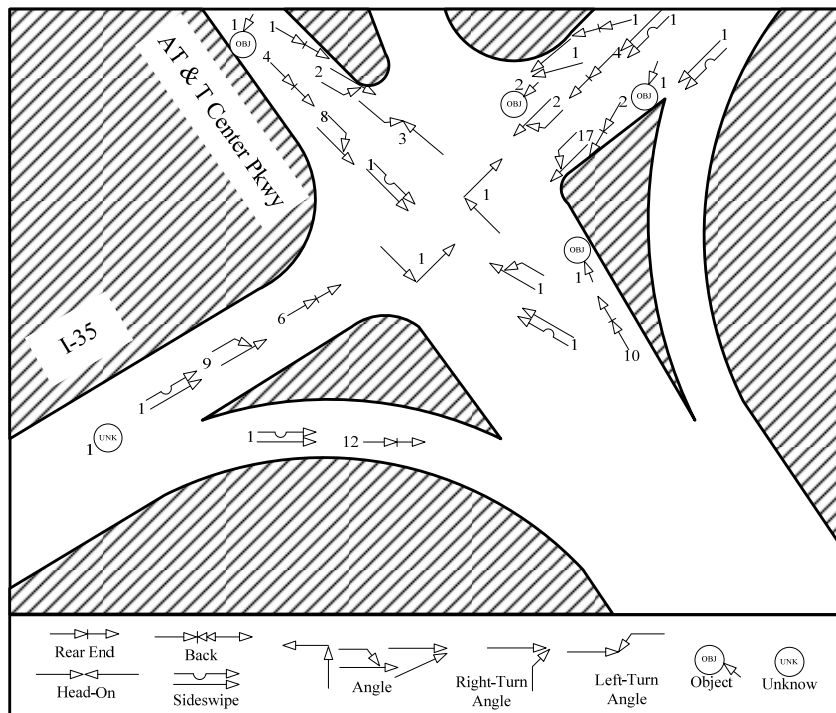 AT & T Center Pkwy
I-35
1
OBJ
1
4
2
8
3
1
1
1
4
1
1
2
OBJ
OBJ
1
2
2
17
1
1
OBJ
1
1
1
10
6
9
1
1
UNK
1
12
Rear End
Back
Head-On
Sideswipe
Angle
Right-Turn
Angle
Left-Turn
Angle
OBJ
Object
UNK
Unknow